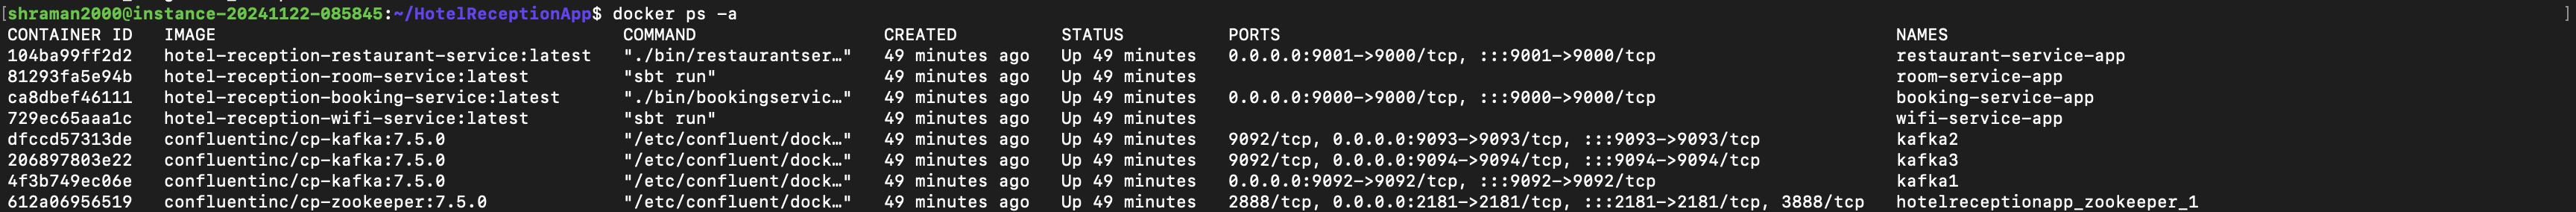 [shraman2000@instance-20241122-085845:~/HotelReceptionApp$ docker ps -a ]
CONTAINER ID IMAGE COMMAND CREATED STATUS PORTS NAMES
104ba99ff2d2 hotel-reception-restaurant-service:latest "./bin/restaurantser…" 49 minutes ago Up 49 minutes 0.0.0.0:9001->9000/tcp, :::9001->9000/tcp restaurant-service-app
81293fa5e94b hotel-reception-room-service:latest "sbt run" 49 minutes ago Up 49 minutes room-service-app
ca8dbef46111 hotel-reception-booking-service:latest "./bin/bookingservic…" 49 minutes ago Up 49 minutes 0.0.0.0:9000->9000/tcp, :::9000->9000/tcp booking-service-app
729ec65aaa1c hotel-reception-wifi-service:latest "sbt run" 49 minutes ago Up 49 minutes wifi-service-app
dfccd57313de confluentinc/cp-kafka:7.5.0 "/etc/confluent/dock…" 49 minutes ago Up 49 minutes 9092/tcp, 0.0.0.0:9093->9093/tcp, :::9093->9093/tcp kafka2
206897803e22 confluentinc/cp-kafka:7.5.0 "/etc/confluent/dock…" 49 minutes ago Up 49 minutes 9092/tcp, 0.0.0.0:9094->9094/tcp, :::9094->9094/tcp kafka3
4f3b749ec06e confluentinc/cp-kafka:7.5.0 "/etc/confluent/dock…" 49 minutes ago Up 49 minutes 0.0.0.0:9092->9092/tcp, :::9092->9092/tcp kafka1
612a06956519 confluentinc/cp-zookeeper:7.5.0 "/etc/confluent/dock…" 49 minutes ago Up 49 minutes 2888/tcp, 0.0.0.0:2181->2181/tcp, :::2181->2181/tcp, 3888/tcp hotelreceptionapp_zookeeper_1